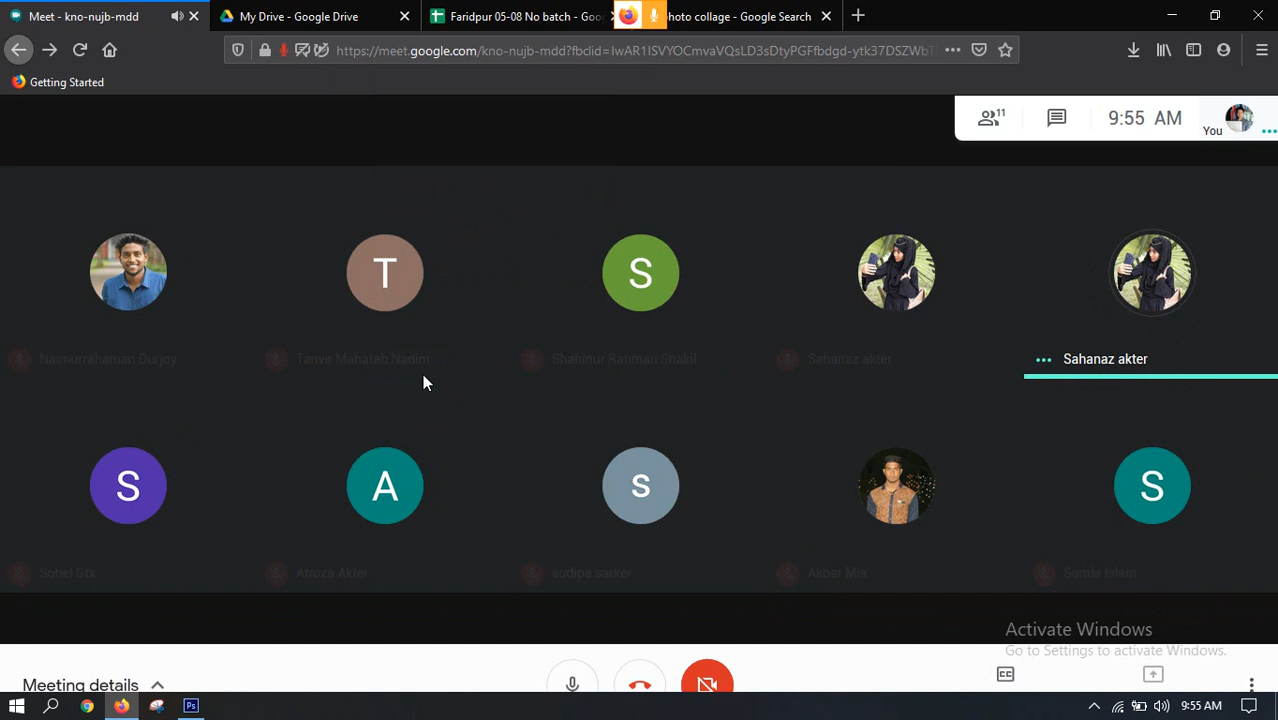 Meet - kno-nujb-mdd
My Drive - Google Drive
Faridpur 05-08 No batch - Goo
hoto collage - Google Search
https://meet.google.com/kno-nujb-mdd?fbclid=IwAR1ISVYOCmvaVQsLD3sDtyPGFfbdgd-ytk37DSZWbT
Getting Started
11
9:55 AM
You
T
S
Naimurrahaman Durjoy
Tanvir Mahateb Nadim
Shahinur Rahman Shakil
Sahanaz akter
Sahanaz akter
S
A
s
S
Sohel Gtx
Afroza Akter
sudipa sarker
Akbar Mia
Sumia Islam
Activate Windows
Go to Settings to activate Windows.
Meeting details
CC
Ps
9:55 AM